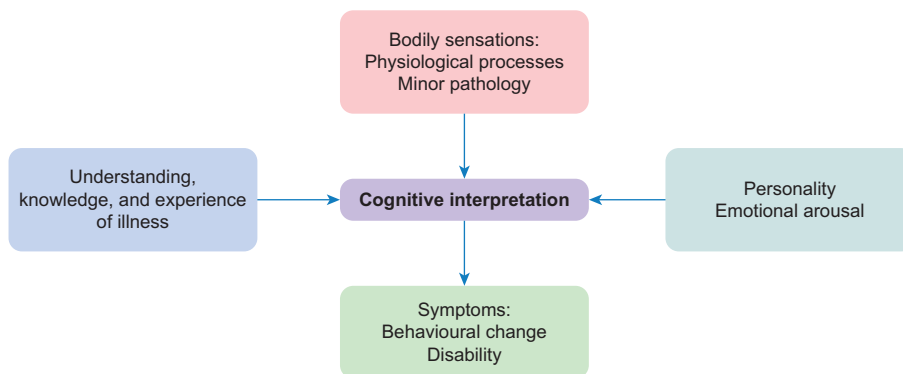 Bodily sensations:
Physiological processes
Minor pathology
Understanding,
knowledge, and experience
of illness
Cognitive interpretation
Personality
Emotional arousal
Symptoms:
Behavioural change
Disability